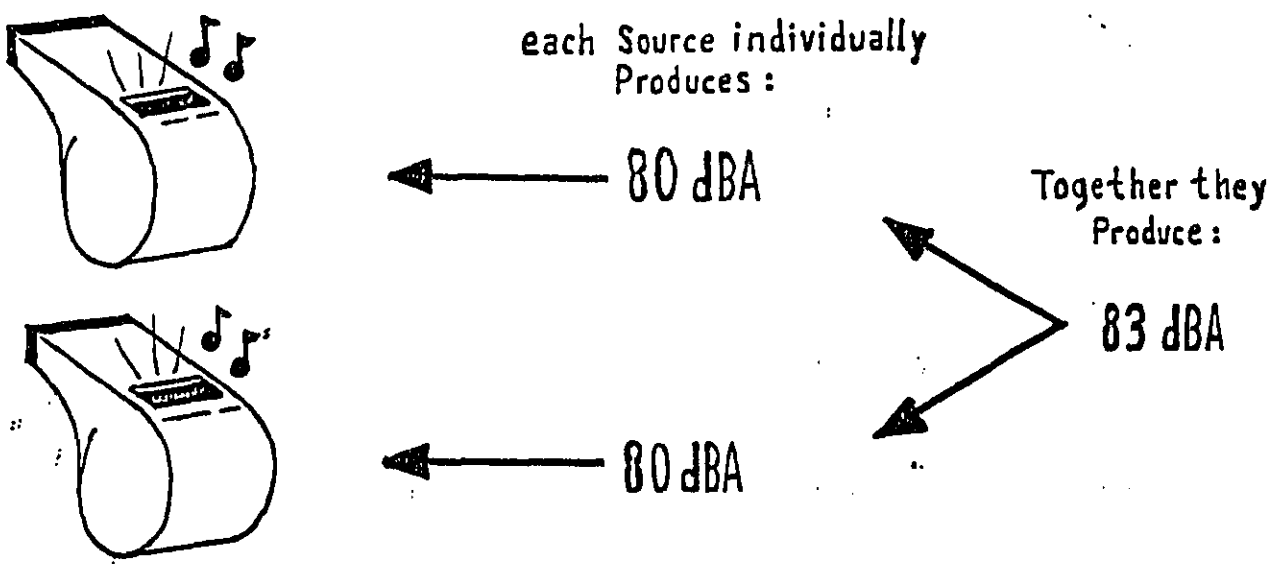 each Source individually
Produces :
80 dBA
Together they
Produce :
83 dBA
80 dBA